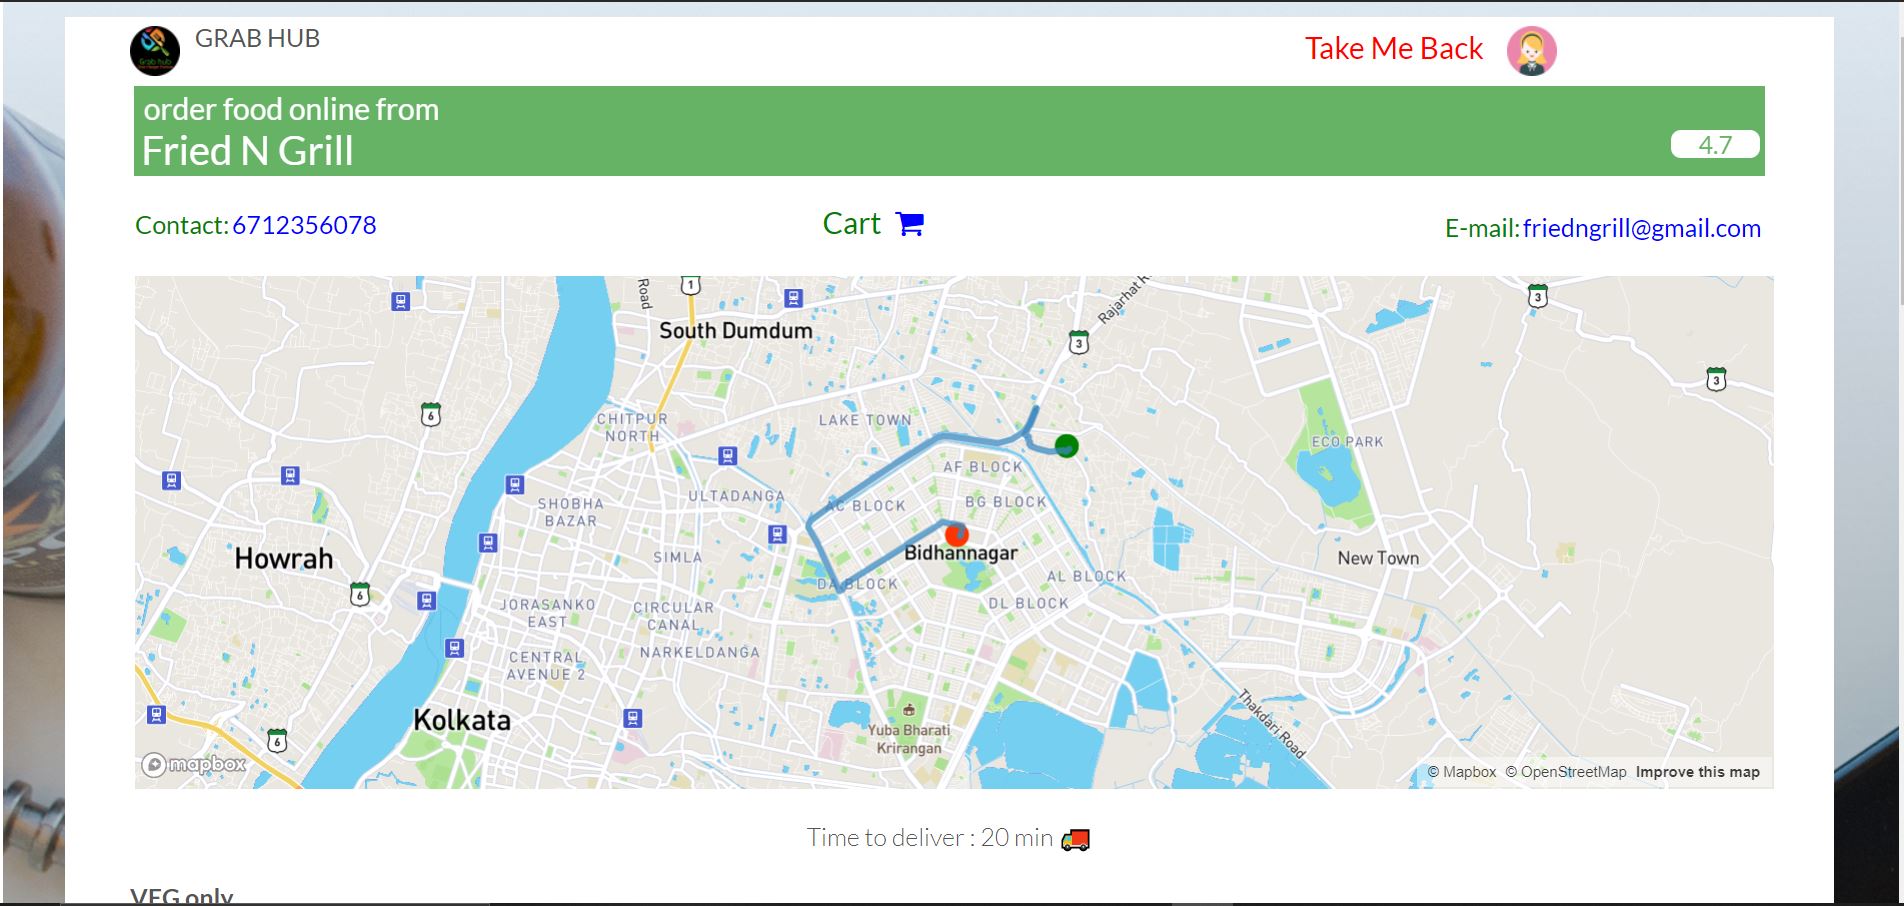 GRAB HUB
Take Me Back
Grab hub
order food online from
Fried N Grill
4.7
Contact: 6712356078
Cart
E-mail: friedngrill@gmail.com
Road
1
South Dumdum
Rajarhat R
3
3
3
6
CHITPUR
NORTH
LAKE TOWN
ECO PARK
AF BLOCK
ULTADANGA
AC BLOCK
BG BLOCK
SHOBHA
BAZAR
Howrah
SIMLA
Bidhannagar
New Town
DA BLOCK
AL BLOCK
6
JORASANKO
EAST
CIRCULAR
CANAL
DL BLOCK
NARKELDANGA
CENTRAL
AVENUE 2
Thakdari Road
Kolkata
Yuba Bharati
Krirangan
6
mapbox
© Mapbox © OpenStreetMap Improve this map
Time to deliver : 20 min
VEG only